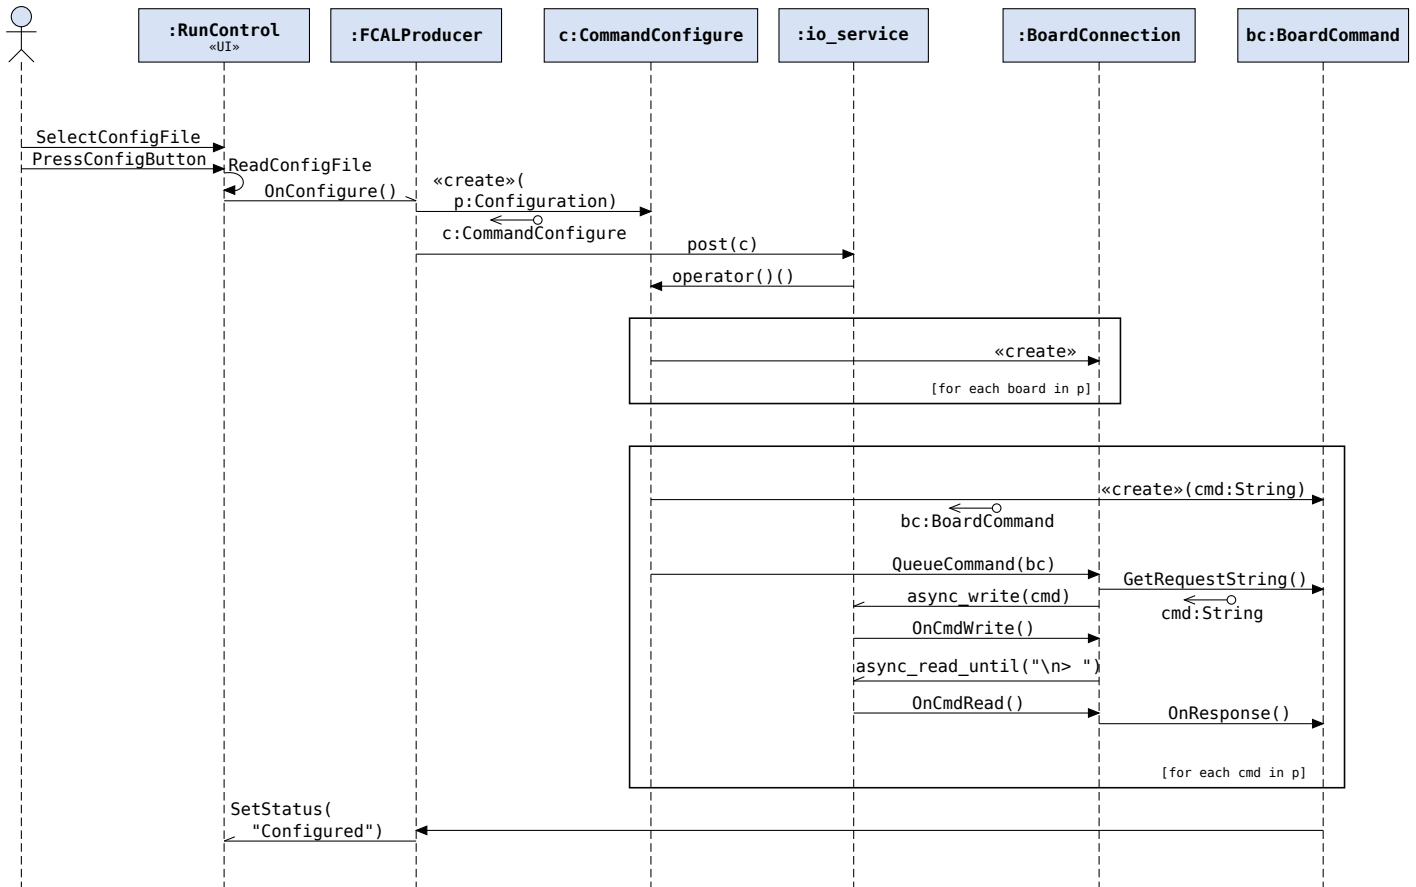 :RunControl
«UI»
:FCALProducer
c:CommandConfigure
:io_service
:BoardConnection
bc:BoardCommand
SelectConfigFile
PressConfigButton
ReadConfigFile
OnConfigure()
«create»(
p:Configuration)
c:CommandConfigure
post(c)
operator()()
«create»
[for each board in p]
«create»(cmd:String)
bc:BoardCommand
QueueCommand(bc)
GetRequestString()
async_write(cmd)
cmd:String
OnCmdWrite()
async_read_until("\n> ")
OnCmdRead()
OnResponse()
[for each cmd in p]
SetStatus(
"Configured")